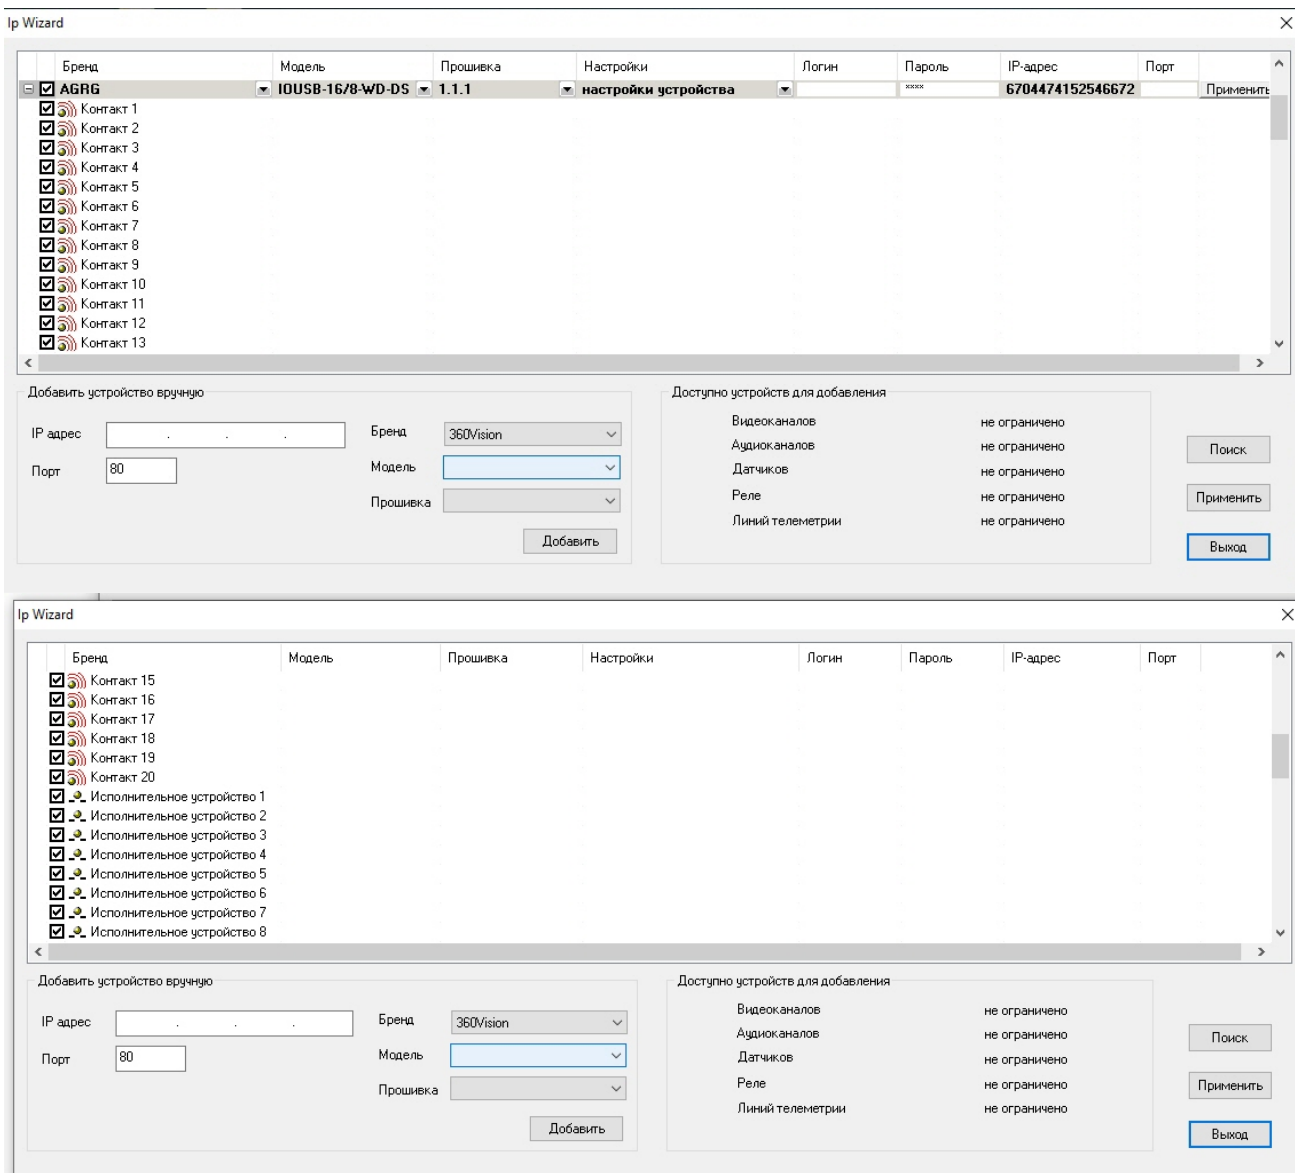 Ip Wizard
Бренд Модель Прошивка Настройки Логин Пароль IP-адрес Порт
AGRG IOUSB-16/8-WD-DS 1.1.1 настройки устройства **** 6704474152546672 Применить
Контакт 1
Контакт 2
Контакт 3
Контакт 4
Контакт 5
Контакт 6
Контакт 7
Контакт 8
Контакт 9
Контакт 10
Контакт 11
Контакт 12
Контакт 13
Добавить устройство вручную
IP адрес . . .
Порт 80
Бренд 360Vision
Модель
Прошивка
Добавить
Доступно устройств для добавления
Видеоканалов не ограничено
Аудиоканалов не ограничено
Датчиков не ограничено
Реле не ограничено
Линий телеметрии не ограничено
Поиск
Применить
Выход
Ip Wizard
Бренд Модель Прошивка Настройки Логин Пароль IP-адрес Порт
Контакт 15
Контакт 16
Контакт 17
Контакт 18
Контакт 19
Контакт 20
Исполнительное устройство 1
Исполнительное устройство 2
Исполнительное устройство 3
Исполнительное устройство 4
Исполнительное устройство 5
Исполнительное устройство 6
Исполнительное устройство 7
Исполнительное устройство 8
Добавить устройство вручную
IP адрес . . .
Порт 80
Бренд 360Vision
Модель
Прошивка
Добавить
Доступно устройств для добавления
Видеоканалов не ограничено
Аудиоканалов не ограничено
Датчиков не ограничено
Реле не ограничено
Линий телеметрии не ограничено
Поиск
Применить
Выход